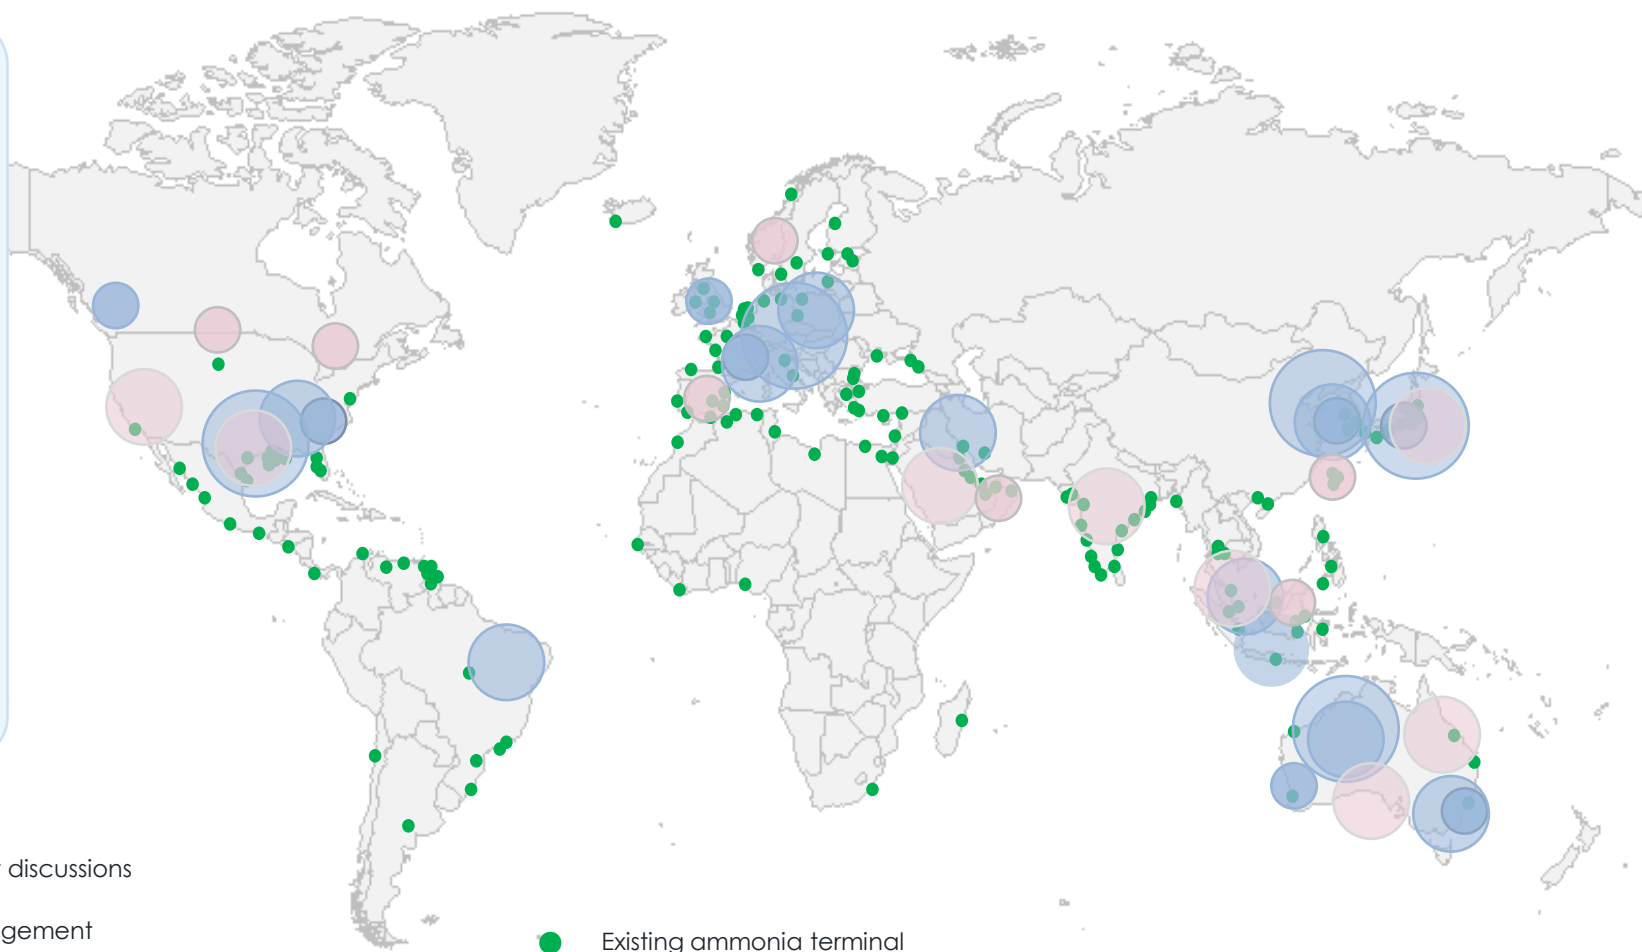 discussions
gement
Existing ammonia terminal